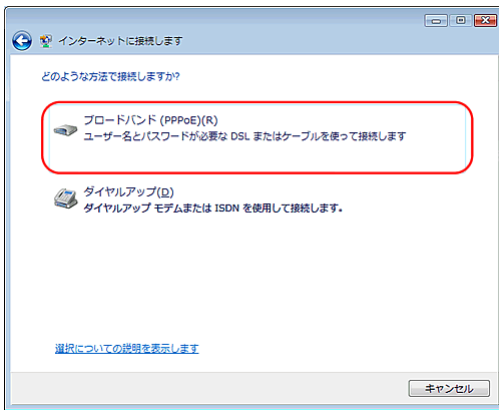 インターネットに接続します
どのような方法で接続しますか?
ブロードバンド (PPPoE)(R)
ユーザー名とパスワードが必要な DSL またはケーブルを使って接続します
ダイヤルアップ(D)
ダイヤルアップ モデムまたは ISDN を使用して接続します。
選択についての説明を表示します
キャンセル